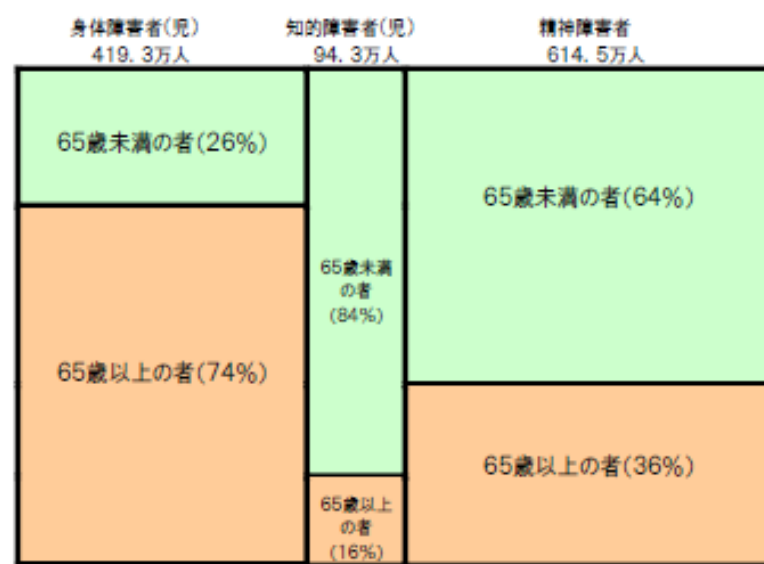 身体障害者(児)
419.3万人
知的障害者(児)
94.3万人
精神障害者
614.5万人
65歳未満の者(26%)
65歳以上の者(74%)
65歳未満
の者
(84%)
65歳以上
の者
(16%)
65歳未満の者(64%)
65歳以上の者(36%)